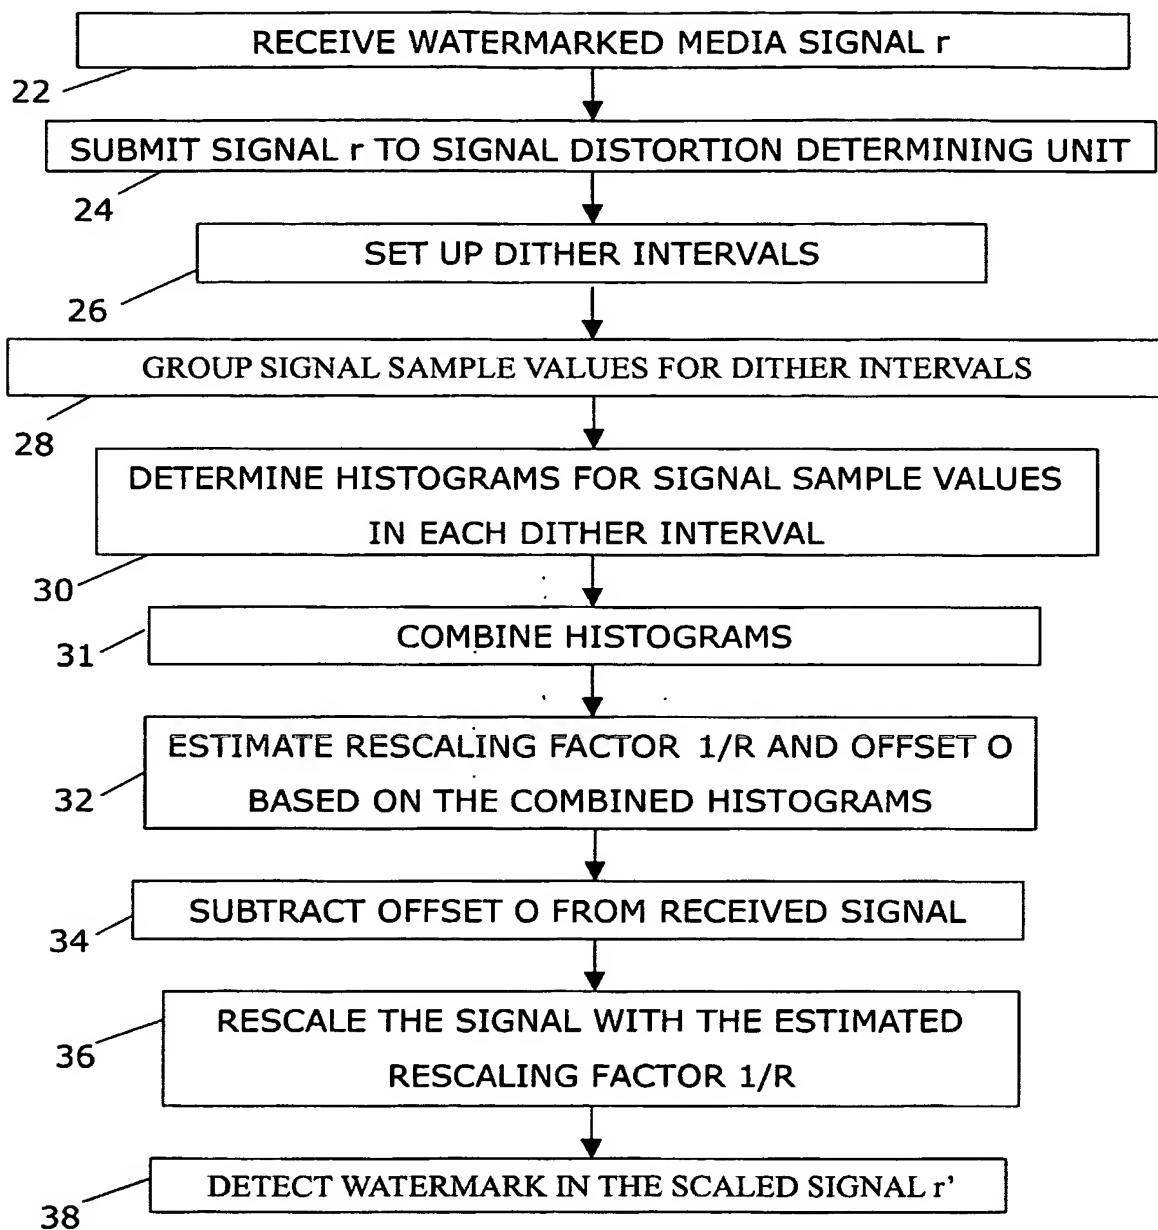 RECEIVE WATERMARKED MEDIA SIGNAL r
22
SUBMIT SIGNAL r TO SIGNAL DISTORTION DETERMINING UNIT
24
SET UP DITHER INTERVALS
26
GROUP SIGNAL SAMPLE VALUES FOR DITHER INTERVALS
28
DETERMINE HISTOGRAMS FOR SIGNAL SAMPLE VALUES
IN EACH DITHER INTERVAL
30
COMBINE HISTOGRAMS
31
ESTIMATE RESCALING FACTOR 1/R AND OFFSET O
BASED ON THE COMBINED HISTOGRAMS
32
SUBTRACT OFFSET O FROM RECEIVED SIGNAL
34
RESCALE THE SIGNAL WITH THE ESTIMATED
RESCALING FACTOR 1/R
36
DETECT WATERMARK IN THE SCALED SIGNAL r'
38